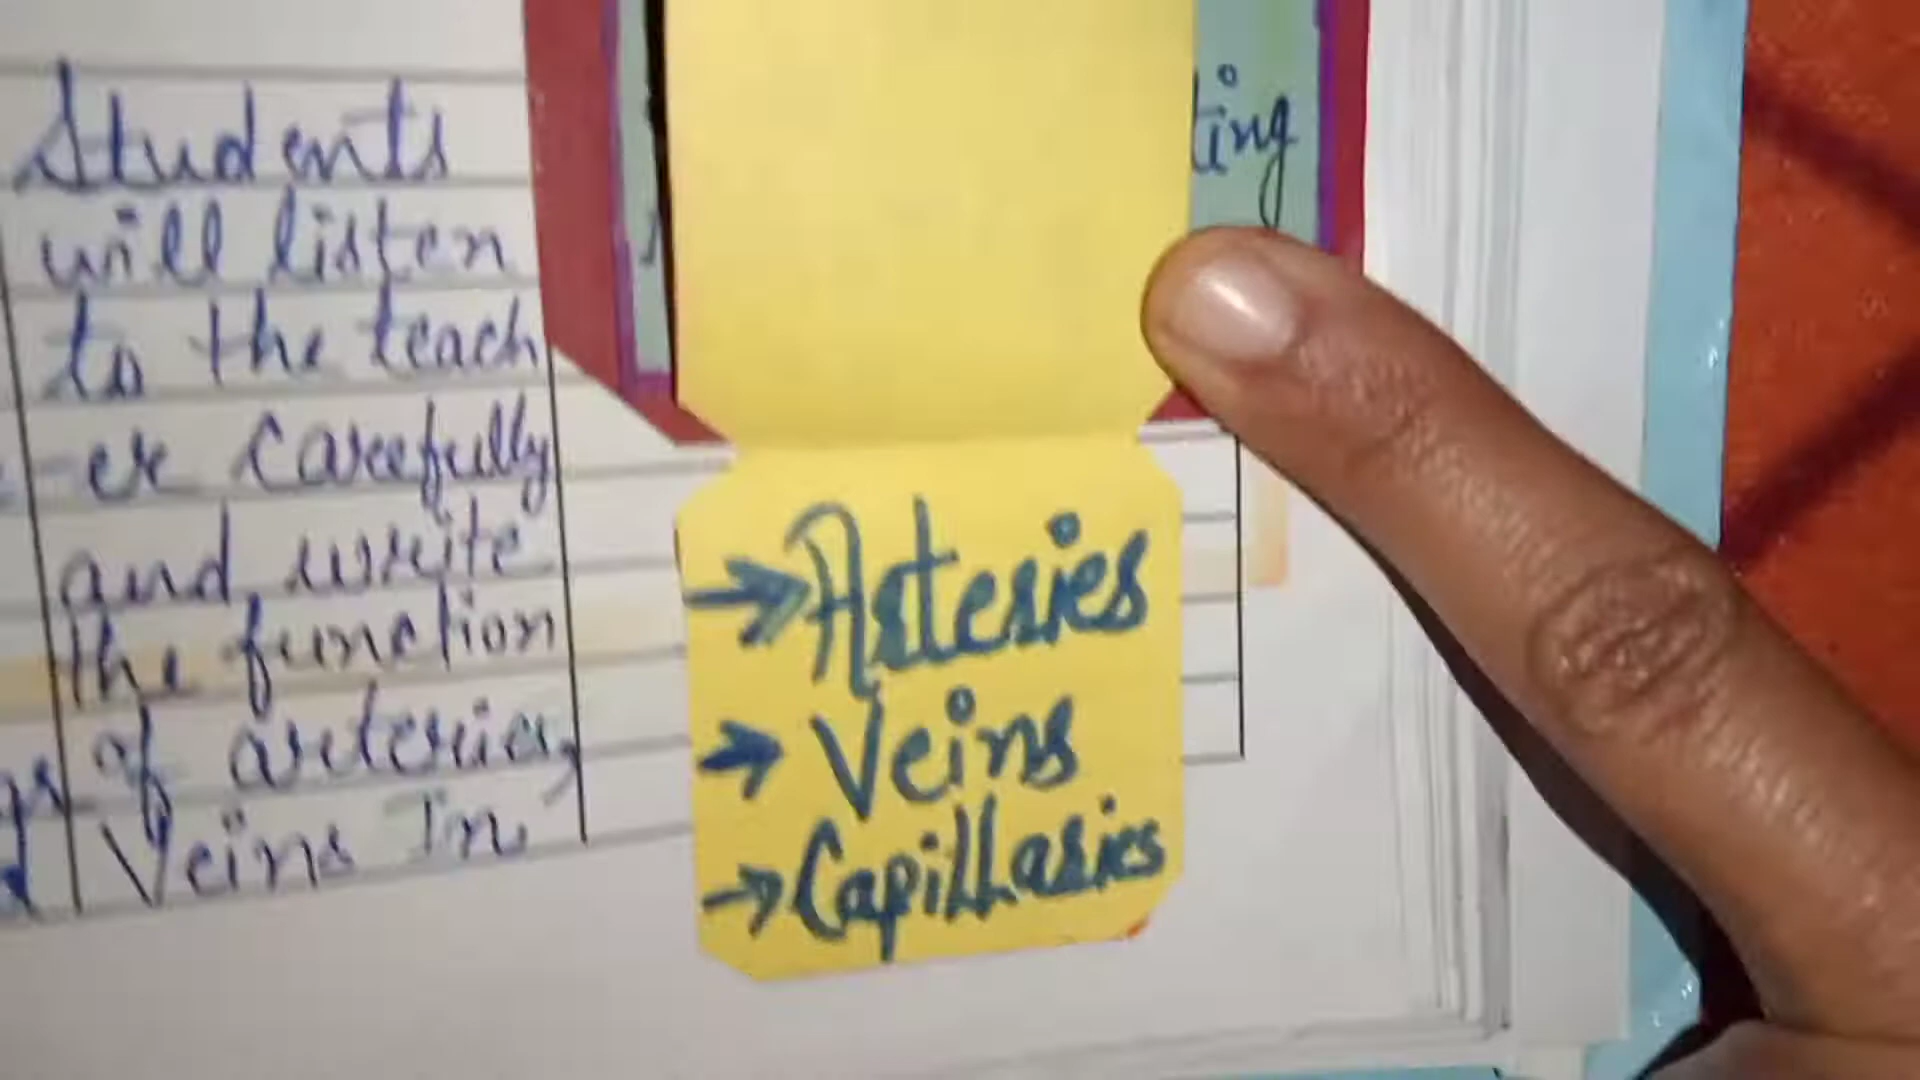 Students
will listen
to the teach
-er carefully
and write
the function
of arteries,
Veins In
ting
→ Arteries
→ Veins
→ Capillaries